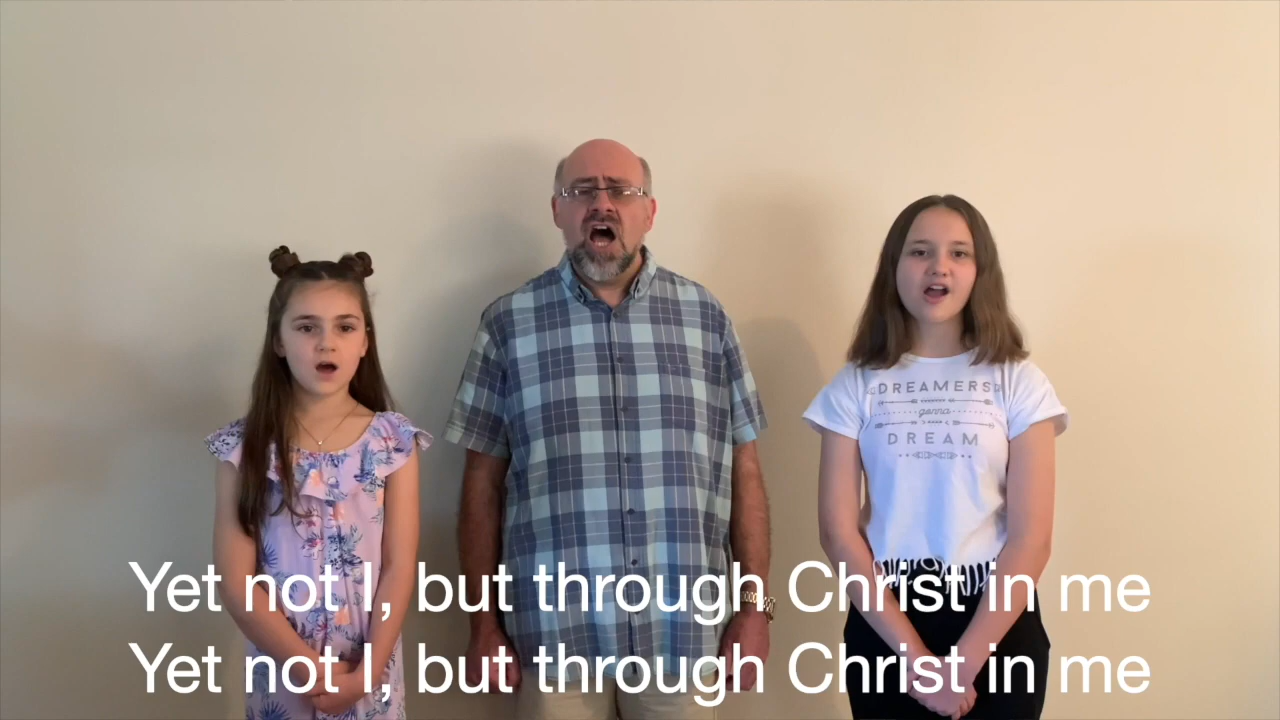 DREAMERS
gonna
DREAM
Yet not I, but through Christ in me
Yet not I, but through Christ in me